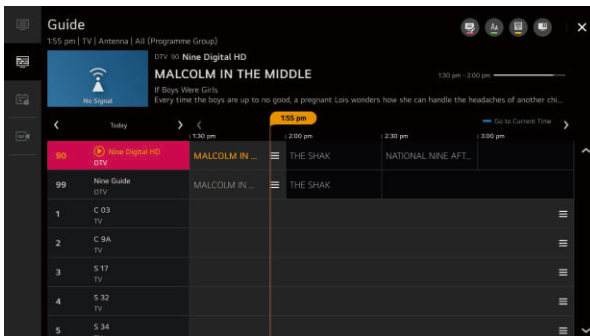 Guide
1:55 pm | TV | Antenna | All (Programme Group)
DTV 90 Nine Digital HD
MALCOLM IN THE MIDDLE
1:30 pm - 2:00 pm
If Boys Were Girls
Every time the boys are up to no good, a pregnant Lois wonders how she can handle the headaches of another chi...
No Signal
1:55 pm
Today
Go to Current Time
1:30 pm
2:00 pm
2:30 pm
3:00 pm
90 Nine Digital HD
DTV
MALCOLM IN ...
THE SHAK
NATIONAL NINE AFT...
99 Nine Guide
DTV
MALCOLM IN ...
THE SHAK
1 C 03
TV
2 C 9A
TV
3 S 17
TV
4 S 32
TV
5 S 34
TV